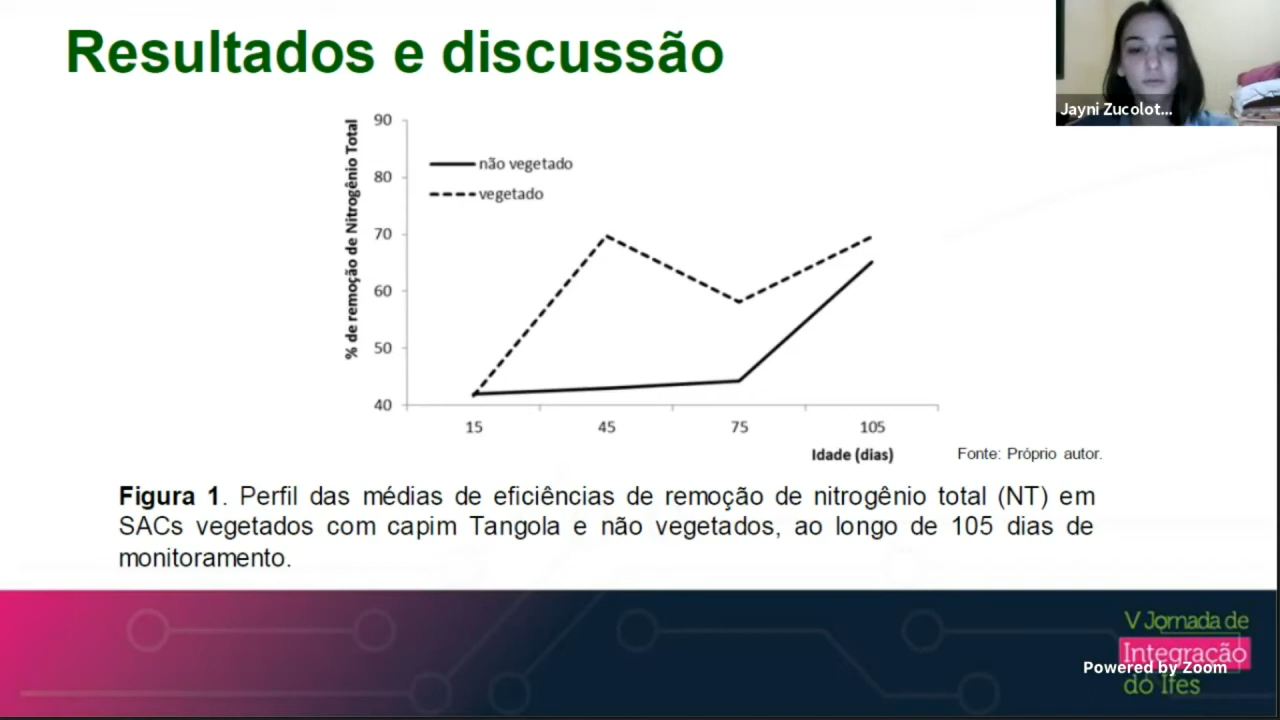 Resultados e discussão
Jayni Zucolot...
% de remoção de Nitrogênio Total
90
80
70
60
50
40
não vegetado
vegetado
15 45 75 105
Idade (dias)
Fonte: Próprio autor.
Figura 1. Perfil das médias de eficiências de remoção de nitrogênio total (NT) em
SACs vegetados com capim Tangola e não vegetados, ao longo de 105 dias de
monitoramento.
V Jornada de
Integração
do Ifes
Powered by Zoom